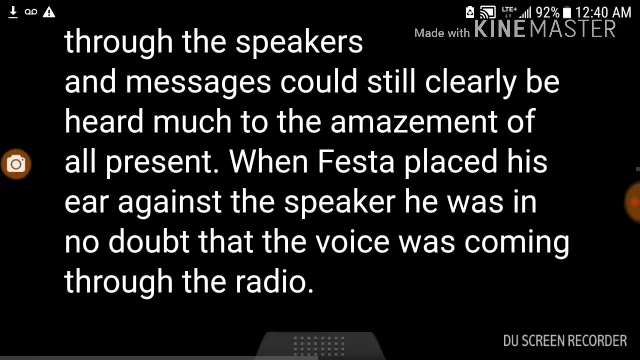 LTE+ 92% 12:40 AM
Made with KINEMASTER
through the speakers
and messages could still clearly be
heard much to the amazement of
all present. When Festa placed his
ear against the speaker he was in
no doubt that the voice was coming
through the radio.
DU SCREEN RECORDER